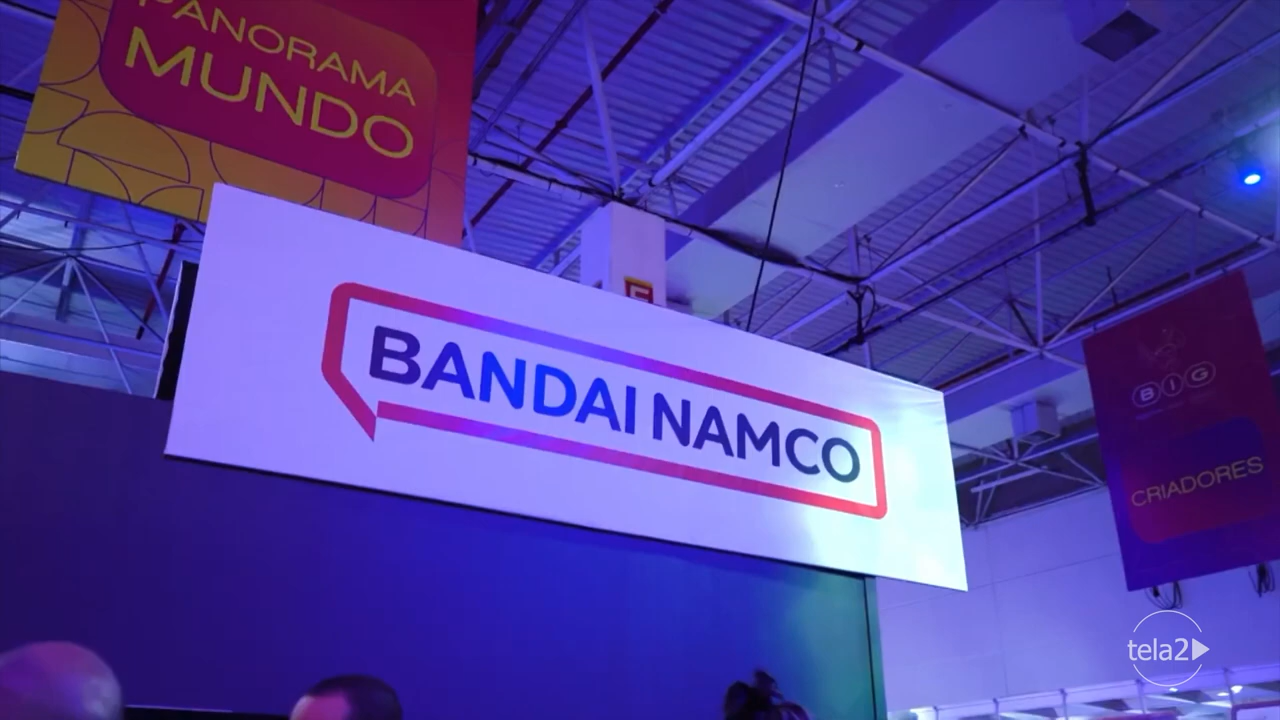 PANORAMA
MUNDO
BANDAI NAMCO
BIG
CRIADORES
tela2